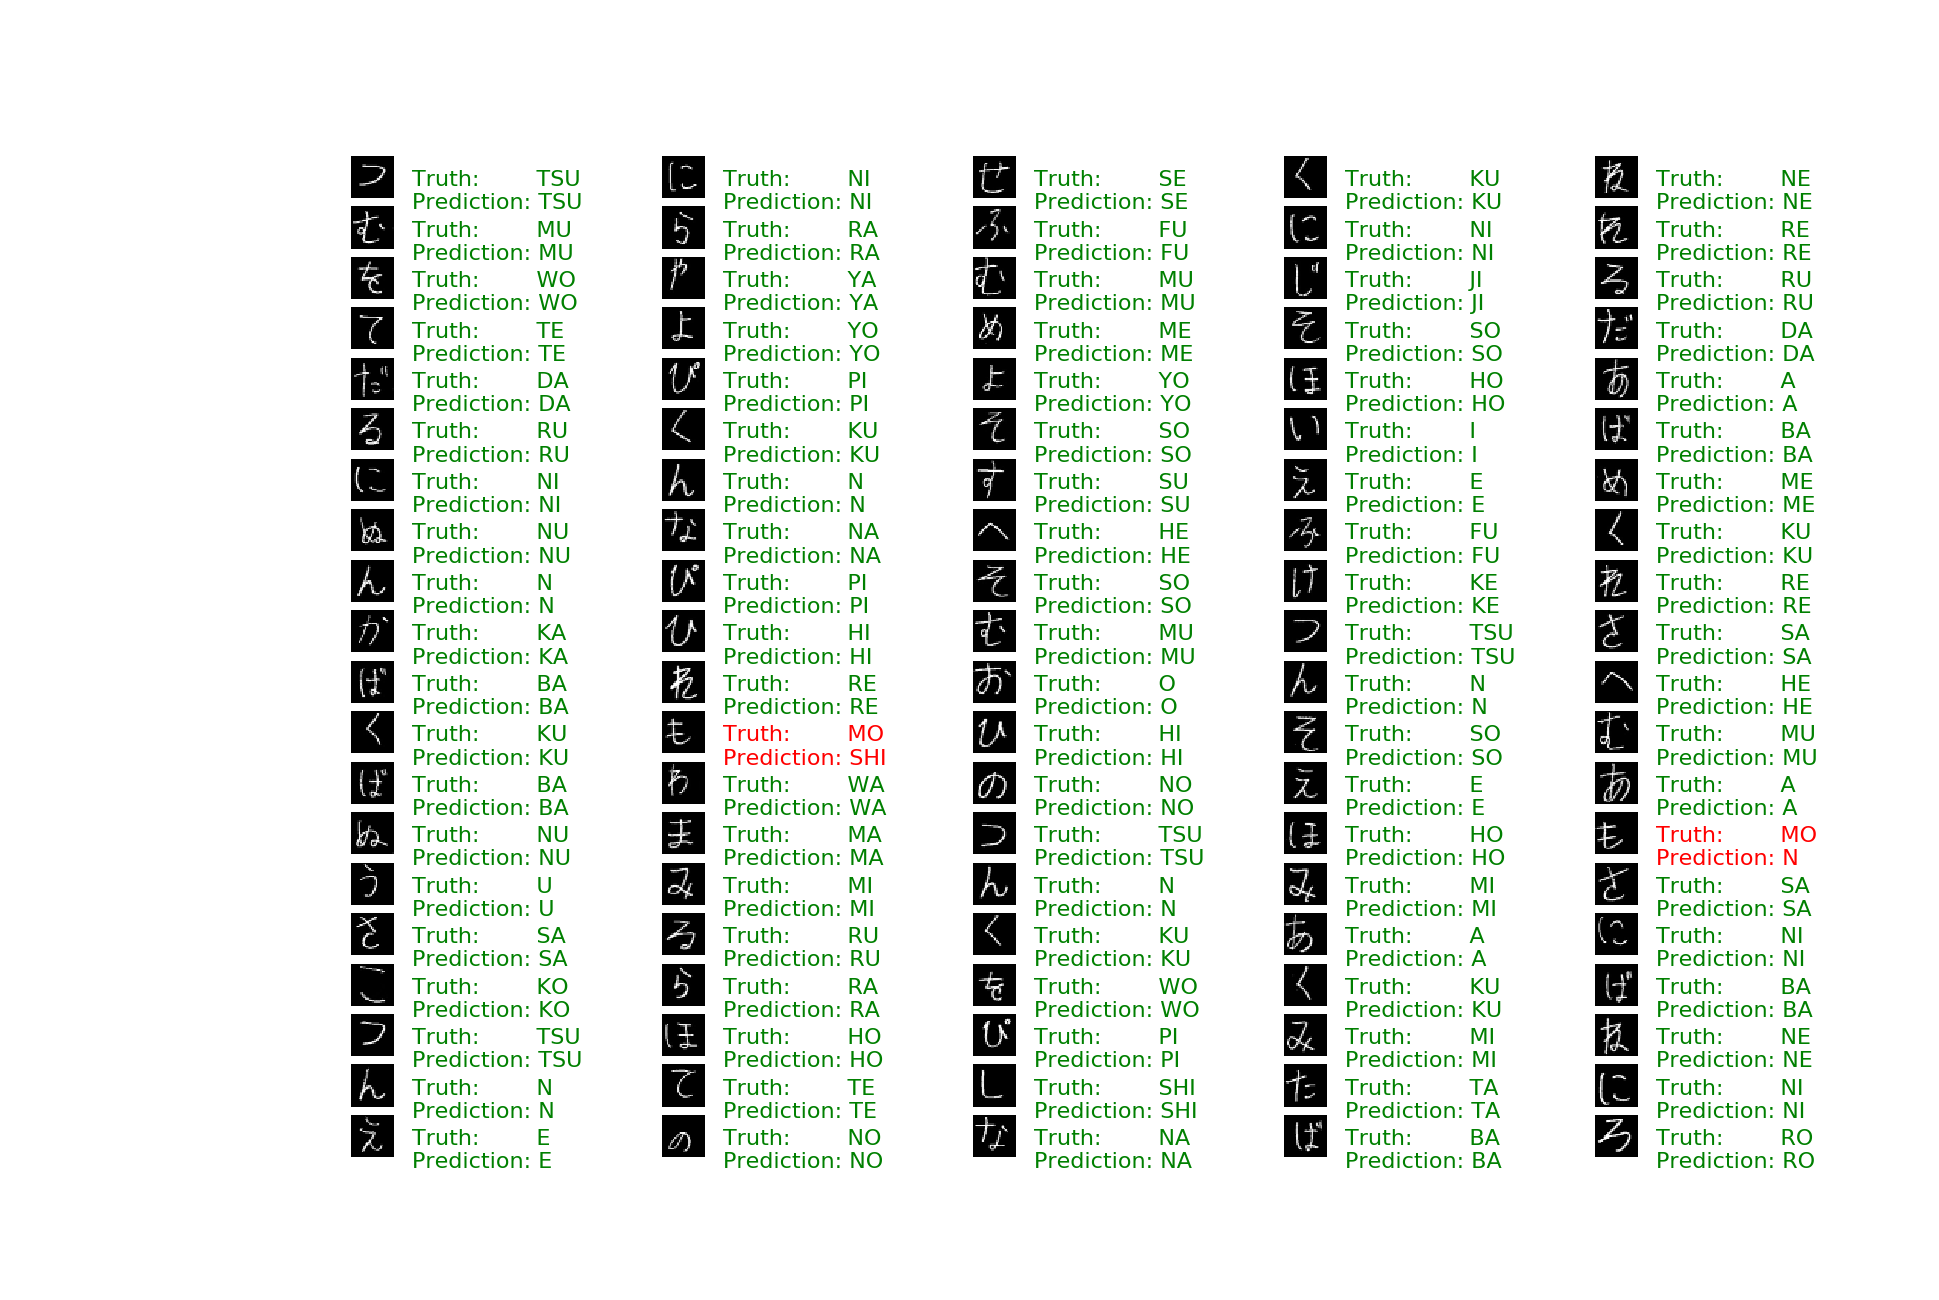 つ Truth: TSU
Prediction: TSU
む Truth: MU
Prediction: MU
を Truth: WO
Prediction: WO
て Truth: TE
Prediction: TE
だ Truth: DA
Prediction: DA
る Truth: RU
Prediction: RU
に Truth: NI
Prediction: NI
ぬ Truth: NU
Prediction: NU
ん Truth: N
Prediction: N
か Truth: KA
Prediction: KA
ば Truth: BA
Prediction: BA
く Truth: KU
Prediction: KU
ば Truth: BA
Prediction: BA
ぬ Truth: NU
Prediction: NU
う Truth: U
Prediction: U
さ Truth: SA
Prediction: SA
こ Truth: KO
Prediction: KO
つ Truth: TSU
Prediction: TSU
ん Truth: N
Prediction: N
え Truth: E
Prediction: E
に Truth: NI
Prediction: NI
ら Truth: RA
Prediction: RA
や Truth: YA
Prediction: YA
よ Truth: YO
Prediction: YO
ぴ Truth: PI
Prediction: PI
く Truth: KU
Prediction: KU
ん Truth: N
Prediction: N
な Truth: NA
Prediction: NA
ぴ Truth: PI
Prediction: PI
ひ Truth: HI
Prediction: HI
れ Truth: RE
Prediction: RE
も Truth: MO
Prediction: SHI
わ Truth: WA
Prediction: WA
ま Truth: MA
Prediction: MA
み Truth: MI
Prediction: MI
る Truth: RU
Prediction: RU
ら Truth: RA
Prediction: RA
ほ Truth: HO
Prediction: HO
て Truth: TE
Prediction: TE
の Truth: NO
Prediction: NO
せ Truth: SE
Prediction: SE
ふ Truth: FU
Prediction: FU
む Truth: MU
Prediction: MU
め Truth: ME
Prediction: ME
よ Truth: YO
Prediction: YO
そ Truth: SO
Prediction: SO
す Truth: SU
Prediction: SU
へ Truth: HE
Prediction: HE
そ Truth: SO
Prediction: SO
む Truth: MU
Prediction: MU
お Truth: O
Prediction: O
ひ Truth: HI
Prediction: HI
の Truth: NO
Prediction: NO
つ Truth: TSU
Prediction: TSU
ん Truth: N
Prediction: N
く Truth: KU
Prediction: KU
を Truth: WO
Prediction: WO
ぴ Truth: PI
Prediction: PI
し Truth: SHI
Prediction: SHI
な Truth: NA
Prediction: NA
く Truth: KU
Prediction: KU
に Truth: NI
Prediction: NI
じ Truth: JI
Prediction: JI
そ Truth: SO
Prediction: SO
ほ Truth: HO
Prediction: HO
い Truth: I
Prediction: I
え Truth: E
Prediction: E
ふ Truth: FU
Prediction: FU
け Truth: KE
Prediction: KE
つ Truth: TSU
Prediction: TSU
ん Truth: N
Prediction: N
そ Truth: SO
Prediction: SO
え Truth: E
Prediction: E
ほ Truth: HO
Prediction: HO
み Truth: MI
Prediction: MI
あ Truth: A
Prediction: A
く Truth: KU
Prediction: KU
み Truth: MI
Prediction: MI
た Truth: TA
Prediction: TA
ば Truth: BA
Prediction: BA
ね Truth: NE
Prediction: NE
れ Truth: RE
Prediction: RE
る Truth: RU
Prediction: RU
だ Truth: DA
Prediction: DA
あ Truth: A
Prediction: A
ば Truth: BA
Prediction: BA
め Truth: ME
Prediction: ME
く Truth: KU
Prediction: KU
れ Truth: RE
Prediction: RE
さ Truth: SA
Prediction: SA
へ Truth: HE
Prediction: HE
む Truth: MU
Prediction: MU
あ Truth: A
Prediction: A
も Truth: MO
Prediction: N
さ Truth: SA
Prediction: SA
に Truth: NI
Prediction: NI
ば Truth: BA
Prediction: BA
ね Truth: NE
Prediction: NE
に Truth: NI
Prediction: NI
ろ Truth: RO
Prediction: RO